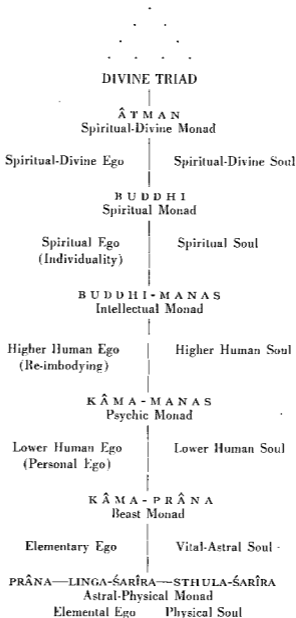 DIVINE TRIAD
ÂTMAN
Spiritual-Divine Monad
Spiritual-Divine Ego Spiritual-Divine Soul
BUDDHI
Spiritual Monad
Spiritual Ego Spiritual Soul
(Individuality)
BUDDHI-MANAS
Intellectual Monad
Higher Human Ego Higher Human Soul
(Re-imbodying)
KÂMA-MANAS
Psychic Monad
Lower Human Ego Lower Human Soul
(Personal Ego)
KÂMA-PRÂNA
Beast Monad
Elementary Ego Vital-Astral Soul
PRÂNA—LINGA-ŚARÎRA—STHULA-ŚARÎRA
Astral-Physical Monad
Elemental Ego Physical Soul